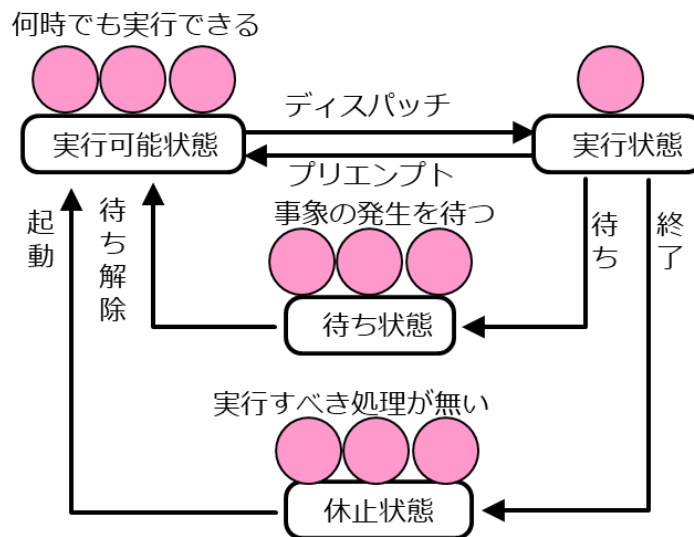 何時でも実行できる
ディスパッチ
実行可能状態
実行状態
プリエンプト
事象の発生を待つ
起動
待ち解除
待ち
終了
待ち状態
実行すべき処理が無い
休止状態